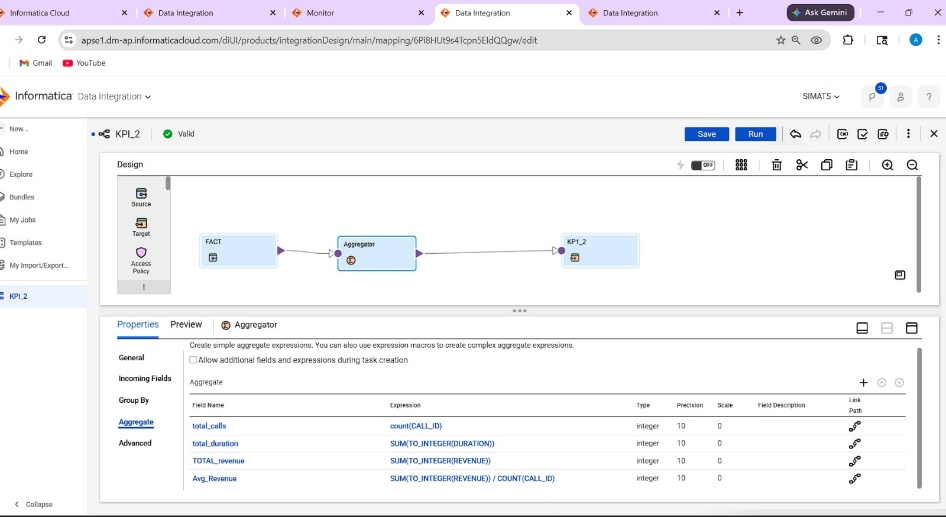 Informatica Cloud
Data Integration
Monitor
Data Integration
Data Integration
Ask Gemini
apse1.dm-ap.informaticacloud.com/diUI/products/integrationDesign/main/mapping/6Pi8HUt9s4Tcpn5EIdQQgw/edit
A
Gmail YouTube
Informatica Data Integration
SIMATS
51
?
New...
Home
Explore
Bundles
My Jobs
Templates
My Import/Export...
KPI_2
Collapse
KPI_2 Valid
Save Run
Design
OFF
Source
Target
Access
Policy
FACT
Aggregator
KP1_2
Properties Preview Aggregator
General
Incoming Fields
Group By
Aggregate
Advanced
Create simple aggregate expressions. You can also use expression macros to create complex aggregate expressions.
Allow additional fields and expressions during task creation
Aggregate
Field Name Expression Type Precision Scale Field Description Link Path
total_calls count(CALL_ID) integer 10 0
total_duration SUM(TO_INTEGER(DURATION)) integer 10 0
TOTAL_revenue SUM(TO_INTEGER(REVENUE)) integer 10 0
Avg_Revenue SUM(TO_INTEGER(REVENUE)) / COUNT(CALL_ID) integer 10 0